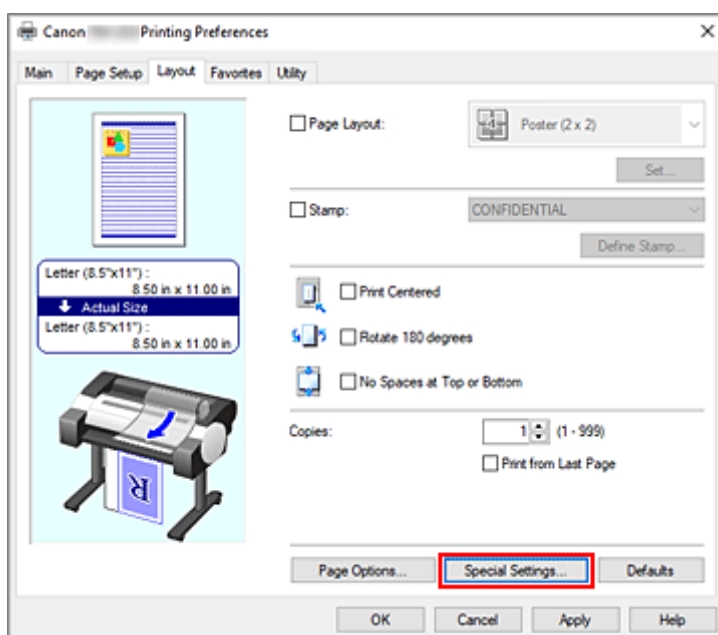 Canon Printing Preferences
Main Page Setup Layout Favorites Utility
Page Layout: 4 Poster (2 x 2)
Set...
Stamp: CONFIDENTIAL
Define Stamp...
Letter (8.5"x11") :
8.50 in x 11.00 in
Actual Size
Letter (8.5"x11") :
8.50 in x 11.00 in
Print Centered
Rotate 180 degrees
No Spaces at Top or Bottom
Copies: 1 (1 - 999)
Print from Last Page
R
Page Options... Special Settings... Defaults
OK Cancel Apply Help